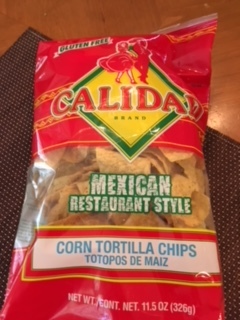 GLUTEN FREE
CALIDAD
BRAND
MEXICAN
RESTAURANT STYLE
CORN TORTILLA CHIPS
TOTOPOS DE MAIZ
NET WT./CONT. NET. 11.5 OZ (326g)